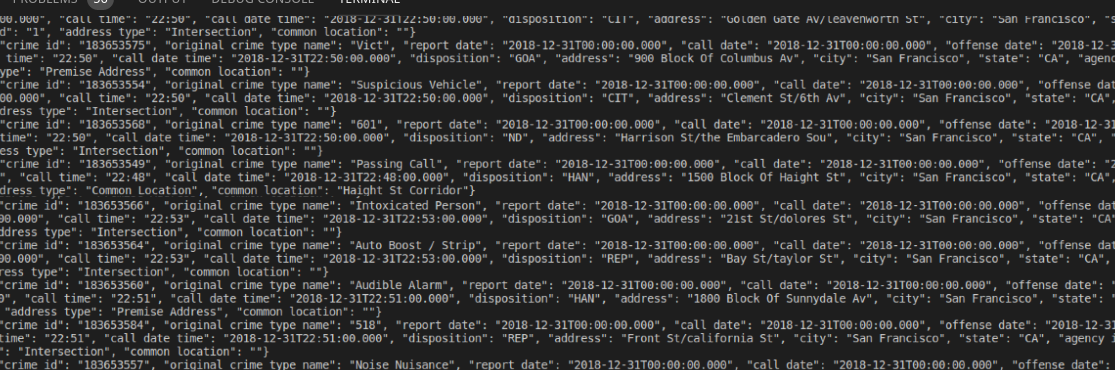 PROBLEMS 50 OUTPUT DEBUG CONSOLE TERMINAL
00.000", "call time": "22:50", "call date time": "2018-12-31T22:50:00.000", "disposition": "CIT", "address": "Golden Gate Av/leavenworth St", "city": "San Francisco", "s
d": "1", "address type": "Intersection", "common location": ""}
"crime id": "183653575", "original crime type name": "Vict", "report date": "2018-12-31T00:00:00.000", "call date": "2018-12-31T00:00:00.000", "offense date": "2018-12-3
time": "22:50", "call date time": "2018-12-31T22:50:00.000", "disposition": "GOA", "address": "900 Block Of Columbus Av", "city": "San Francisco", "state": "CA", "agenc
ype": "Premise Address", "common location": ""}
"crime id": "183653554", "original crime type name": "Suspicious Vehicle", "report date": "2018-12-31T00:00:00.000", "call date": "2018-12-31T00:00:00.000", "offense dat
00.000", "call time": "22:50", "call date time": "2018-12-31T22:50:00.000", "disposition": "CIT", "address": "Clement St/6th Av", "city": "San Francisco", "state": "CA"
dress type": "Intersection", "common location": ""}
"crime id": "183653568", "original crime type name": "601", "report date": "2018-12-31T00:00:00.000", "call date": "2018-12-31T00:00:00.000", "offense date": "2018-12-31
time": "22:50", "call date time": "2018-12-31T22:50:00.000", "disposition": "ND", "address": "Harrison St/the Embarcadero Sou", "city": "San Francisco", "state": "CA",
ess type": "Intersection", "common location": ""}
"crime id": "183653549", "original crime type name": "Passing Call", "report date": "2018-12-31T00:00:00.000", "call date": "2018-12-31T00:00:00.000", "offense date": "2
", "call time": "22:48", "call date time": "2018-12-31T22:48:00.000", "disposition": "HAN", "address": "1500 Block Of Haight St", "city": "San Francisco", "state": "CA",
dress type": "Common Location", "common location": "Haight St Corridor"}
"crime id": "183653566", "original crime type name": "Intoxicated Person", "report date": "2018-12-31T00:00:00.000", "call date": "2018-12-31T00:00:00.000", "offense dat
00.000", "call time": "22:53", "call date time": "2018-12-31T22:53:00.000", "disposition": "GOA", "address": "21st St/dolores St", "city": "San Francisco", "state": "CA"
ddress type": "Intersection", "common location": ""}
"crime id": "183653564", "original crime type name": "Auto Boost / Strip", "report date": "2018-12-31T00:00:00.000", "call date": "2018-12-31T00:00:00.000", "offense dat
00.000", "call time": "22:53", "call date time": "2018-12-31T22:53:00.000", "disposition": "REP", "address": "Bay St/taylor St", "city": "San Francisco", "state": "CA",
ress type": "Intersection", "common location": ""}
"crime id": "183653560", "original crime type name": "Audible Alarm", "report date": "2018-12-31T00:00:00.000", "call date": "2018-12-31T00:00:00.000", "offense date": "
0", "call time": "22:51", "call date time": "2018-12-31T22:51:00.000", "disposition": "HAN", "address": "1800 Block Of Sunnydale Av", "city": "San Francisco", "state":
"address type": "Premise Address", "common location": ""}
"crime id": "183653584", "original crime type name": "518", "report date": "2018-12-31T00:00:00.000", "call date": "2018-12-31T00:00:00.000", "offense date": "2018-12-31
time": "22:51", "call date time": "2018-12-31T22:51:00.000", "disposition": "REP", "address": "Front St/california St", "city": "San Francisco", "state": "CA", "agency i
": "Intersection", "common location": ""}
"crime id": "183653557", "original crime type name": "Noise Nuisance", "report date": "2018-12-31T00:00:00.000", "call date": "2018-12-31T00:00:00.000", "offense date":